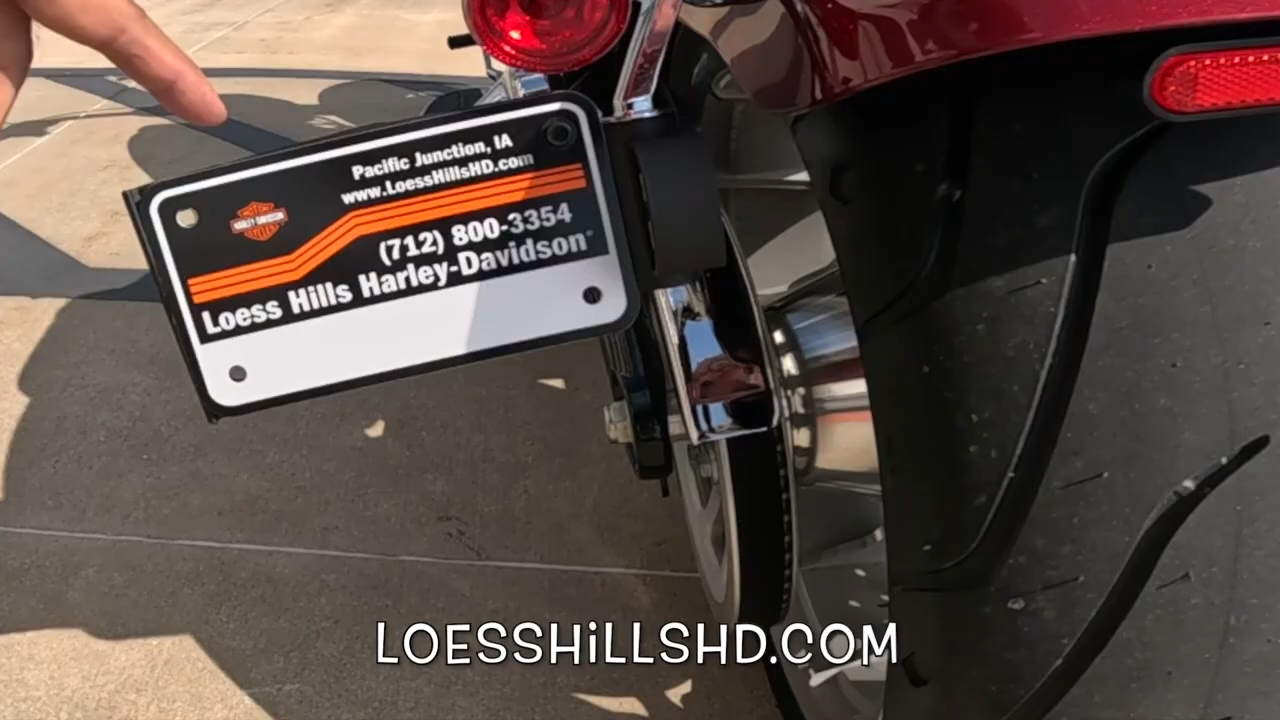 Pacific Junction, IA
www.LoessHillsHD.com
HARLEY-DAVIDSON
(712) 800-3354
Loess Hills Harley-Davidson
LOESSHiLLSHD.COM